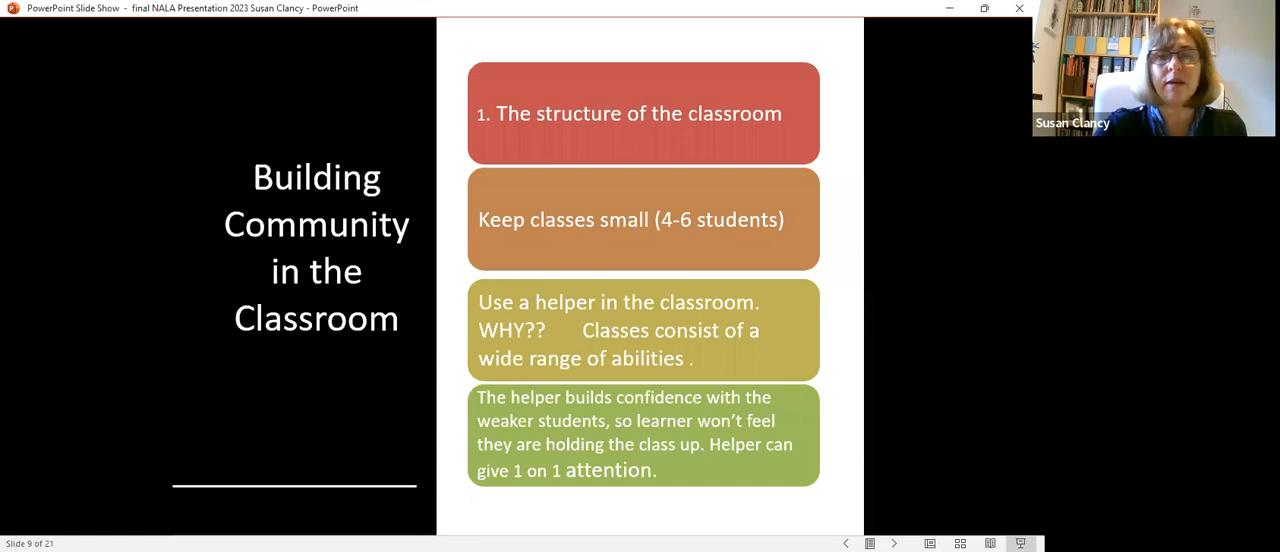 PowerPoint Slide Show - final NALA Presentation 2023 Susan Clancy - PowerPoint
Building
Community
in the
Classroom
1. The structure of the classroom
Keep classes small (4-6 students)
Use a helper in the classroom.
WHY?? Classes consist of a
wide range of abilities .
The helper builds confidence with the
weaker students, so learner won’t feel
they are holding the class up. Helper can
give 1 on 1 attention.
Susan Clancy
Slide 9 of 21